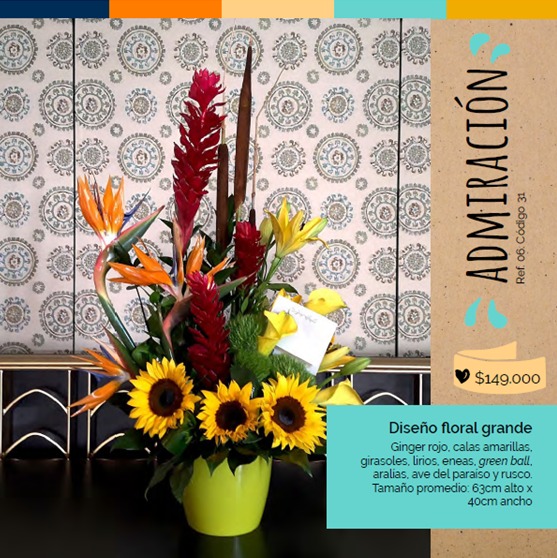 ADMIRACIÓN
Ref. 06. Código 31
$149.000
Diseño floral grande
Ginger rojo, calas amarillas,
girasoles, lirios, eneas, green ball,
aralias, ave del paraíso y rusco.
Tamaño promedio: 63cm alto x
40cm ancho